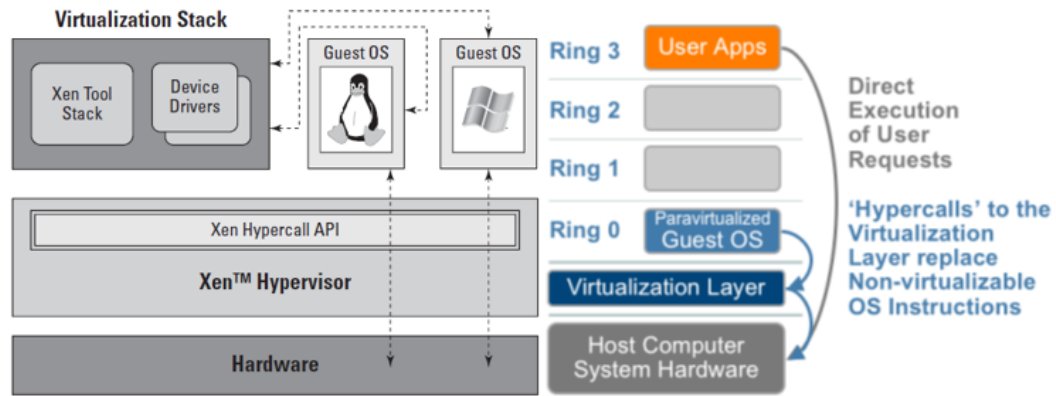 Virtualization Stack
Xen Tool
Stack
Device
Drivers
Guest OS
Guest OS
Xen Hypercall API
Xen™ Hypervisor
Hardware
Ring 3
User Apps
Ring 2
Ring 1
Ring 0
Paravirtualized
Guest OS
Virtualization Layer
Host Computer
System Hardware
Direct
Execution
of User
Requests
‘Hypercalls’ to the
Virtualization
Layer replace
Non-virtualizable
OS Instructions